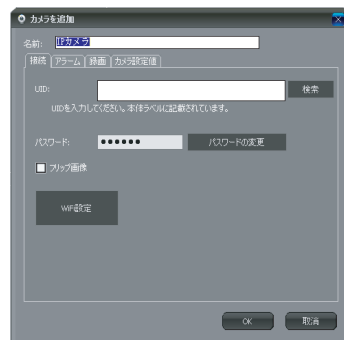 カメラを追加
名前: IPカメラ
接続 アラーム 録画 カメラ設定値
UID: 検索
UIDを入力してください。本体ラベルに記載されています。
パスワード: ●●●●●● パスワードの変更
フリップ画像
WiFi設定
OK 取消